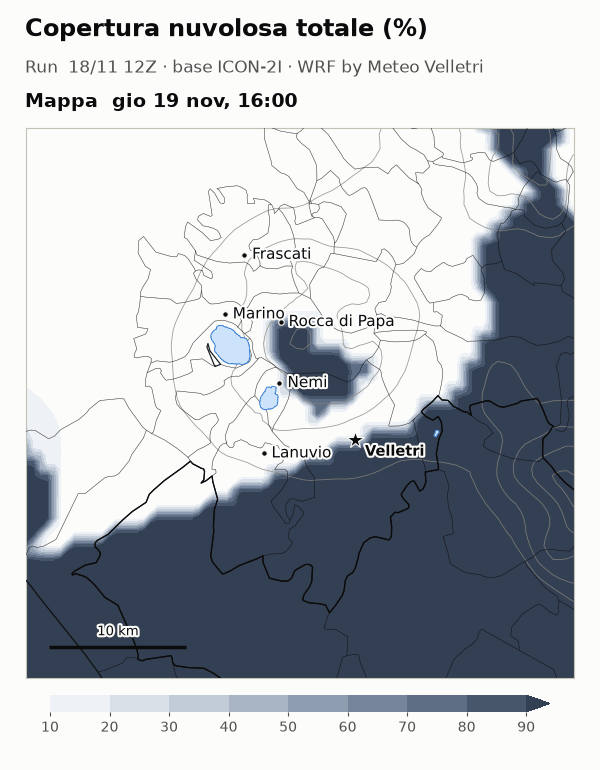 Copertura nuvolosa totale (%)
Run  18/11 12Z · base ICON-2I · WRF by Meteo Velletri
Mappa  gio 19 nov, 16:00
Frascati
Marino
Rocca di Papa
Nemi
Lanuvio
Velletri
10 km
10 20 30 40 50 60 70 80 90